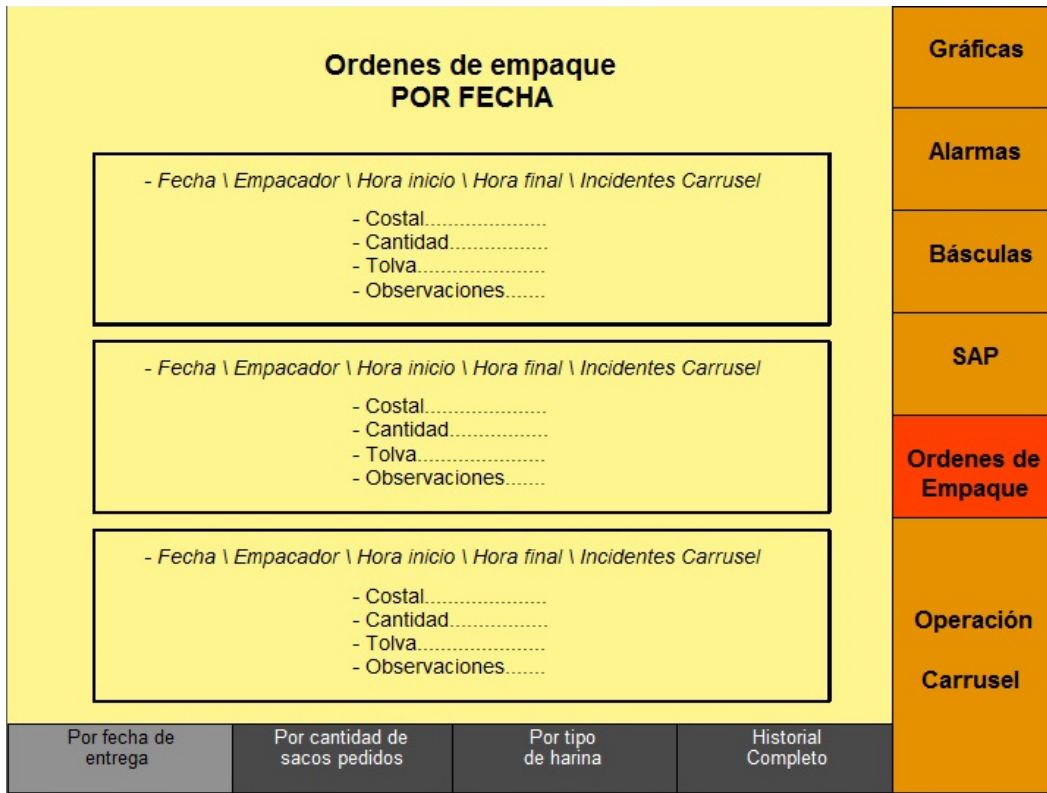 Ordenes de empaque
POR FECHA
- Fecha \ Empacador \ Hora inicio \ Hora final \ Incidentes Carrusel
- Costal.....................
- Cantidad.................
- Tolva......................
- Observaciones.......
- Fecha \ Empacador \ Hora inicio \ Hora final \ Incidentes Carrusel
- Costal.....................
- Cantidad.................
- Tolva......................
- Observaciones.......
- Fecha \ Empacador \ Hora inicio \ Hora final \ Incidentes Carrusel
- Costal.....................
- Cantidad.................
- Tolva......................
- Observaciones.......
Por fecha de
entrega
Por cantidad de
sacos pedidos
Por tipo
de harina
Historial
Completo
Gráficas
Alarmas
Básculas
SAP
Ordenes de
Empaque
Operación
Carrusel